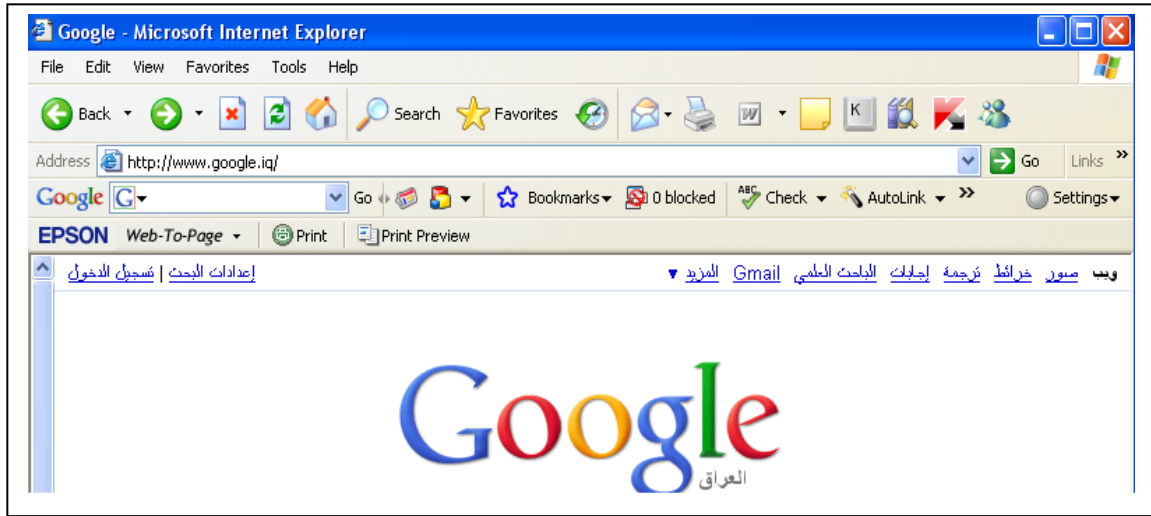 Google - Microsoft Internet Explorer
File Edit View Favorites Tools Help
Back Search Favorites W K
Address http://www.google.iq/ Go Links »
Google G Go 0 Bookmarks 0 blocked ABC Check AutoLink » Settings
EPSON Web-To-Page Print Print Preview
ويب صور خرائط ترجمة إجابات الباحث العلمي Gmail المزيد ▼ إعدادات البحث | تسجيل الدخول
Google
العراق